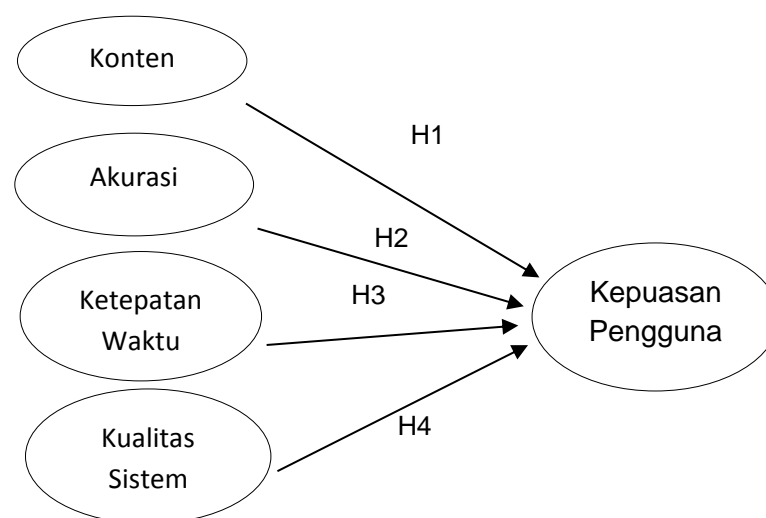 Konten
H1
Akurasi
H2
Ketepatan
Waktu
H3
Kepuasan
Pengguna
Kualitas
Sistem
H4